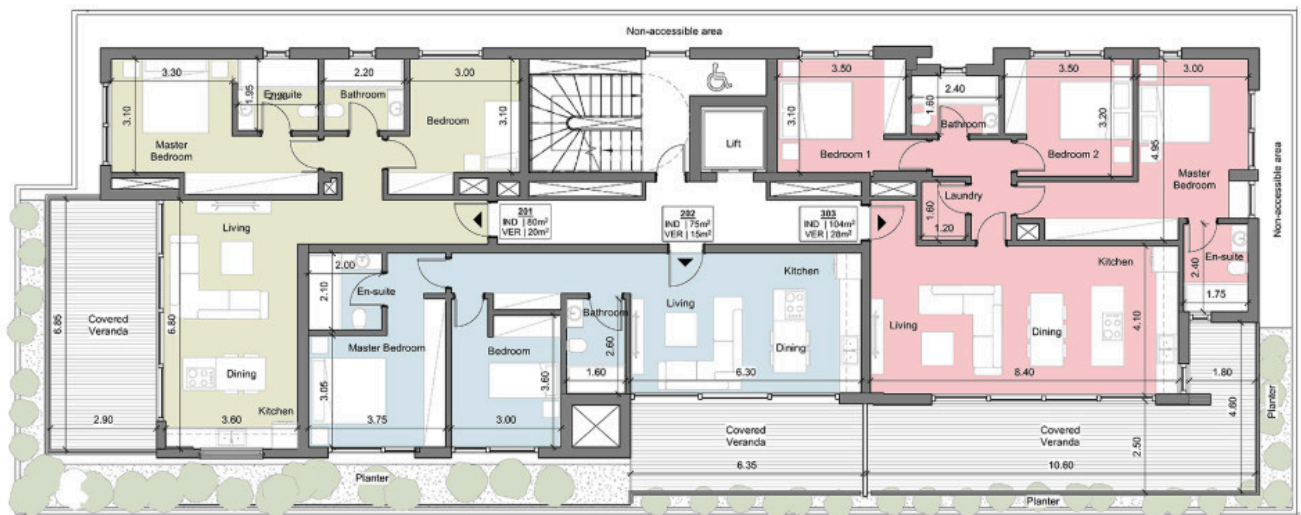 Non-accessible area
3.30
1.95
En-suite
2.20
Bathroom
3.00
3.10
Master
Bedroom
Bedroom
3.10
Lift
3.50
3.10
Bedroom 1
1.60
2.40
Bathroom
3.50
3.20
Bedroom 2
3.00
4.95
Master
Bedroom
Non-accessible area
Laundry
1.60
1.20
201
IND | 80m²
VER | 20m²
202
IND | 75m²
VER | 15m²
303
IND | 104m²
VER | 28m²
Living
6.85
Covered
Veranda
6.80
Dining
Kitchen
2.90
3.60
2.00
2.10
En-suite
Master Bedroom
3.05
3.75
Bedroom
3.60
3.00
Bathroom
2.60
1.60
Living
Kitchen
Dining
6.30
Living
Kitchen
Dining
4.10
8.40
2.40
En-suite
1.75
1.80
4.60
Planter
Covered
Veranda
6.35
Covered
Veranda
2.50
10.60
Planter
Planter